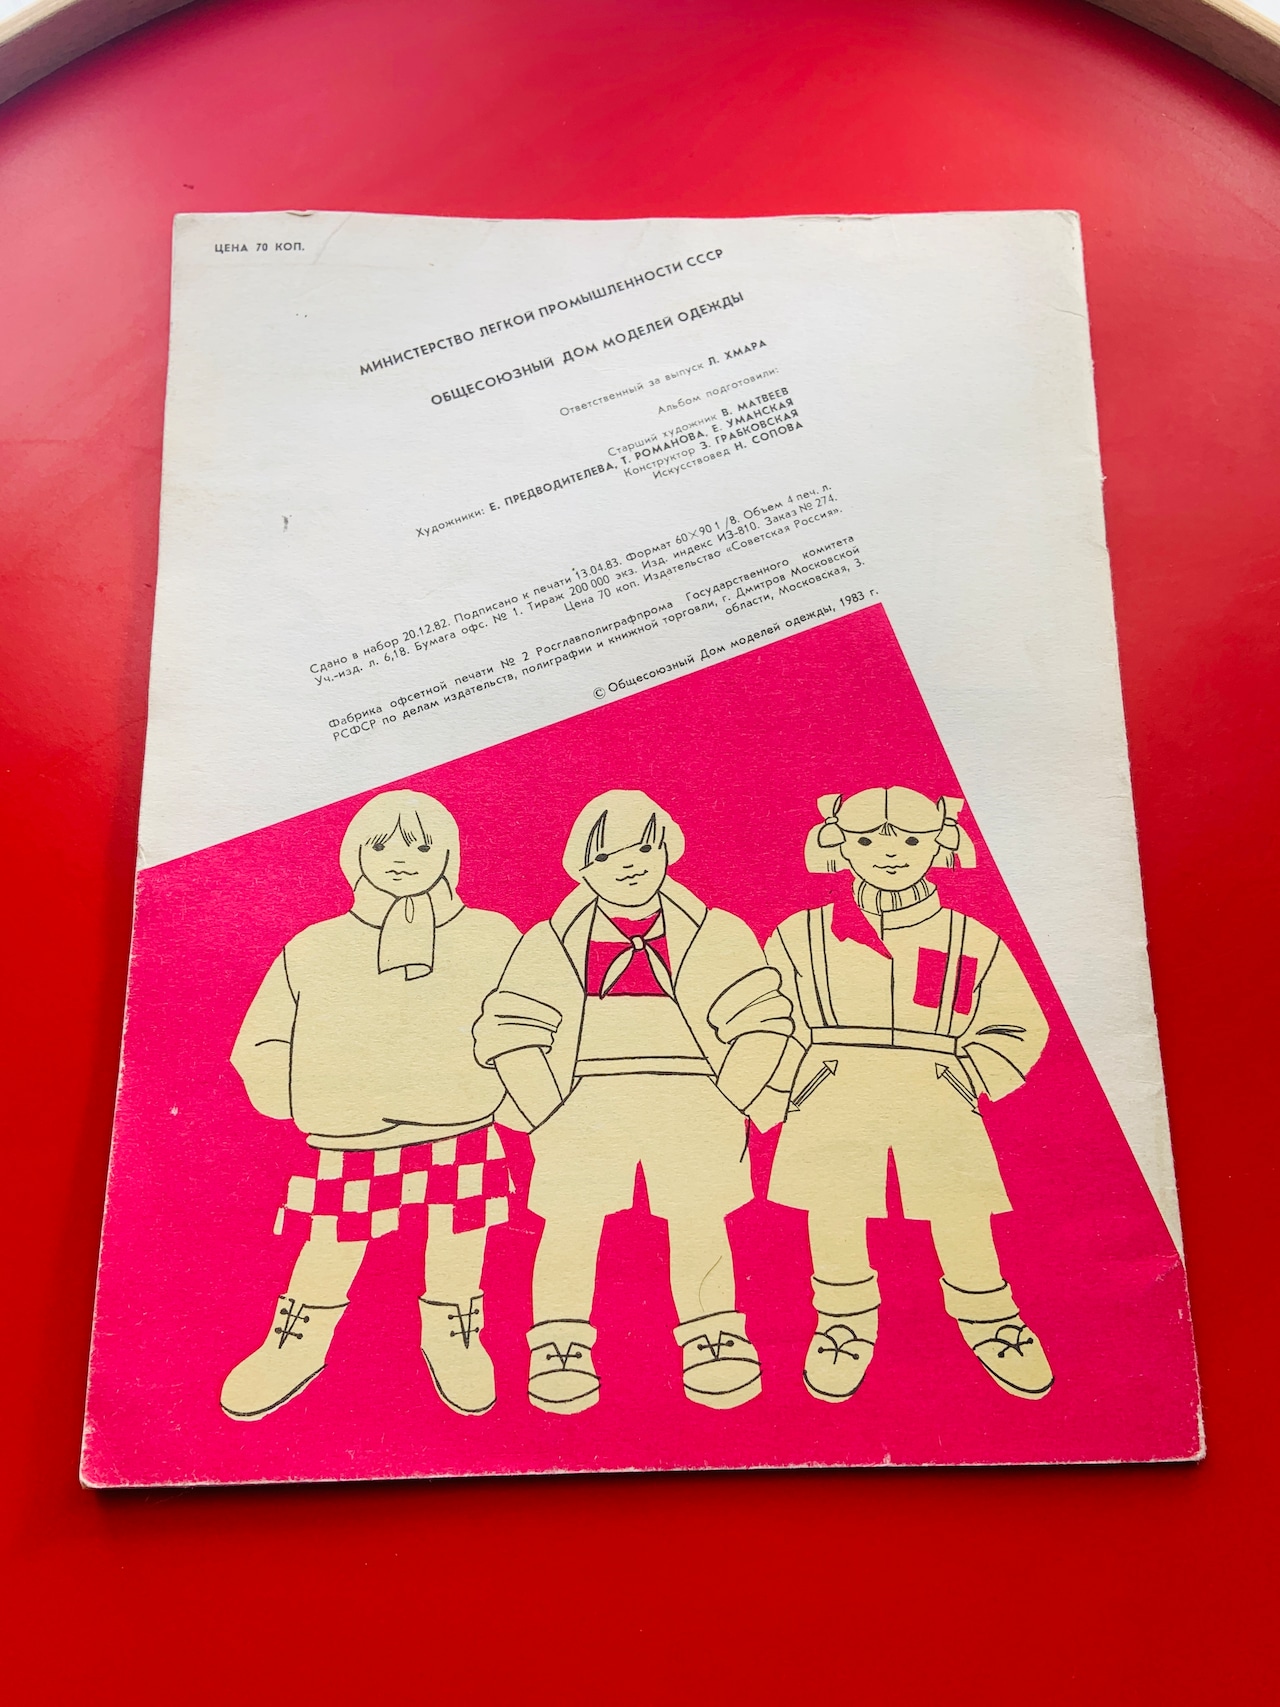 ЦЕНА 70 КОП.
МИНИСТЕРСТВО ЛЕГКОЙ ПРОМЫШЛЕННОСТИ СССР
ОБЩЕСОЮЗНЫЙ ДОМ МОДЕЛЕЙ ОДЕЖДЫ
Ответственный за выпуск Л. ХМАРА
Альбом подготовили:
Старший художник В. МАТВЕЕВ
Художники: Е. ПРЕДВОДИТЕЛЕВА, Т. РОМАНОВА, Е. УМАНСКАЯ
Конструктор З. ГРАБКОВСКАЯ
Искусствовед Н. СОПОВА
Сдано в набор 20.12.82. Подписано к печати 13.04.83. Формат 60×90 1/8. Объем 4 печ. л.
Уч.-изд. л. 6,18. Бумага офс. № 1. Тираж 200 000 экз. Изд. индекс ИЗ-810. Заказ № 274.
Цена 70 коп. Издательство «Советская Россия».
Фабрика офсетной печати № 2 Росглавполиграфпрома Государственного комитета
РСФСР по делам издательств, полиграфии и книжной торговли, г. Дмитров Московской
области, Московская, 3.
© Общесоюзный Дом моделей одежды, 1983 г.